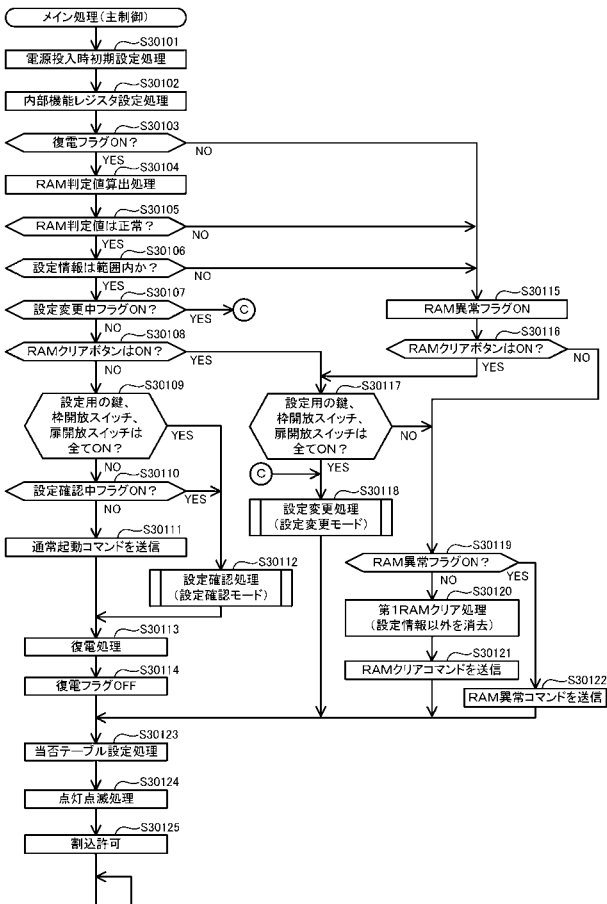 メイン処理(主制御)
S30101
電源投入時初期設定処理
S30102
内部機能レジスタ設定処理
S30103
復電フラグON?
NO
YES
S30104
RAM判定値算出処理
S30105
RAM判定値は正常?
NO
YES
S30106
設定情報は範囲内か?
NO
YES
S30107
設定変更中フラグON?
YES
C
NO
S30108
RAMクリアボタンはON?
YES
NO
S30115
RAM異常フラグON
S30116
RAMクリアボタンはON?
YES
NO
S30109
設定用の鍵、
枠開放スイッチ、
扉開放スイッチは
全てON?
YES
NO
S30117
設定用の鍵、
枠開放スイッチ、
扉開放スイッチは
全てON?
NO
YES
C
S30110
設定確認中フラグON?
YES
NO
S30118
設定変更処理
(設定変更モード)
S30111
通常起動コマンドを送信
S30112
設定確認処理
(設定確認モード)
S30119
RAM異常フラグON?
NO
YES
S30120
第1RAMクリア処理
(設定情報以外を消去)
S30121
RAMクリアコマンドを送信
S30122
RAM異常コマンドを送信
S30113
復電処理
S30114
復電フラグOFF
S30123
当否テーブル設定処理
S30124
点灯点滅処理
S30125
割込許可